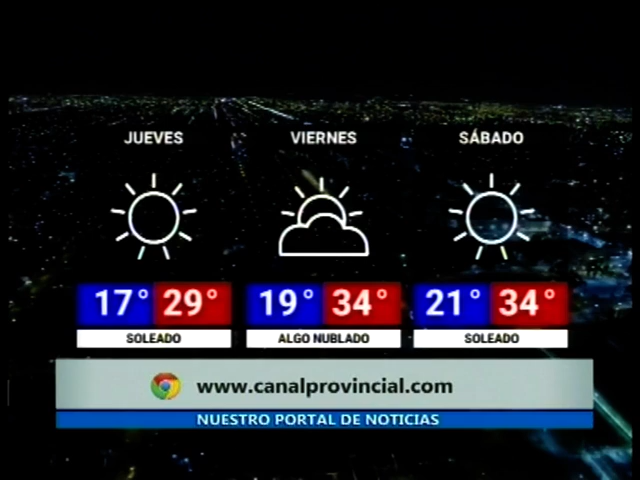 JUEVES VIERNES SÁBADO
17° 29° 19° 34° 21° 34°
SOLEADO ALGO NUBLADO SOLEADO
www.canalprovincial.com
NUESTRO PORTAL DE NOTICIAS